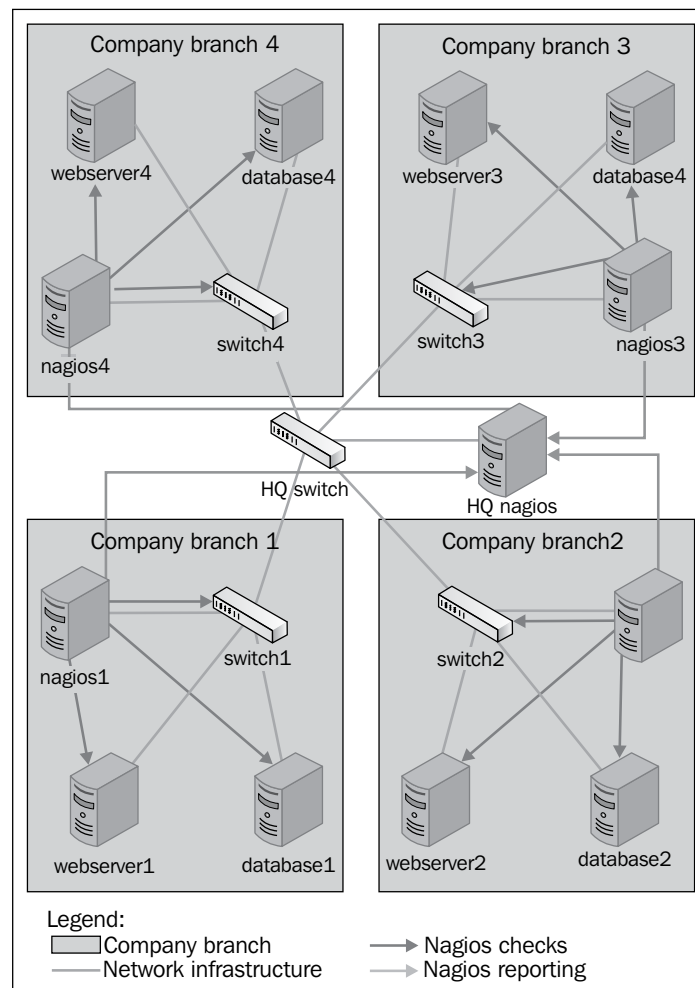 Company branch 4
webserver4
database4
nagios4
switch4
Company branch 3
webserver3
database4
switch3
nagios3
HQ switch
HQ nagios
Company branch 1
nagios1
switch1
webserver1
database1
Company branch2
switch2
webserver2
database2
Legend:
Company branch
Network infrastructure
Nagios checks
Nagios reporting